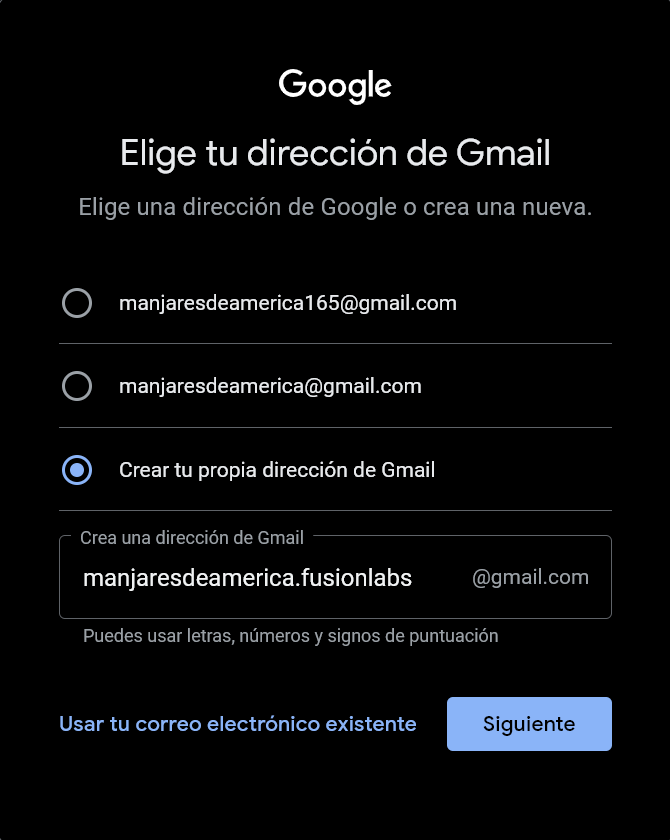 Google
Elige tu dirección de Gmail
Elige una dirección de Google o crea una nueva.
manjaresdeamerica165@gmail.com
manjaresdeamerica@gmail.com
Crear tu propia dirección de Gmail
Crea una dirección de Gmail
manjaresdeamerica.fusionlabs @gmail.com
Puedes usar letras, números y signos de puntuación
Usar tu correo electrónico existente Siguiente